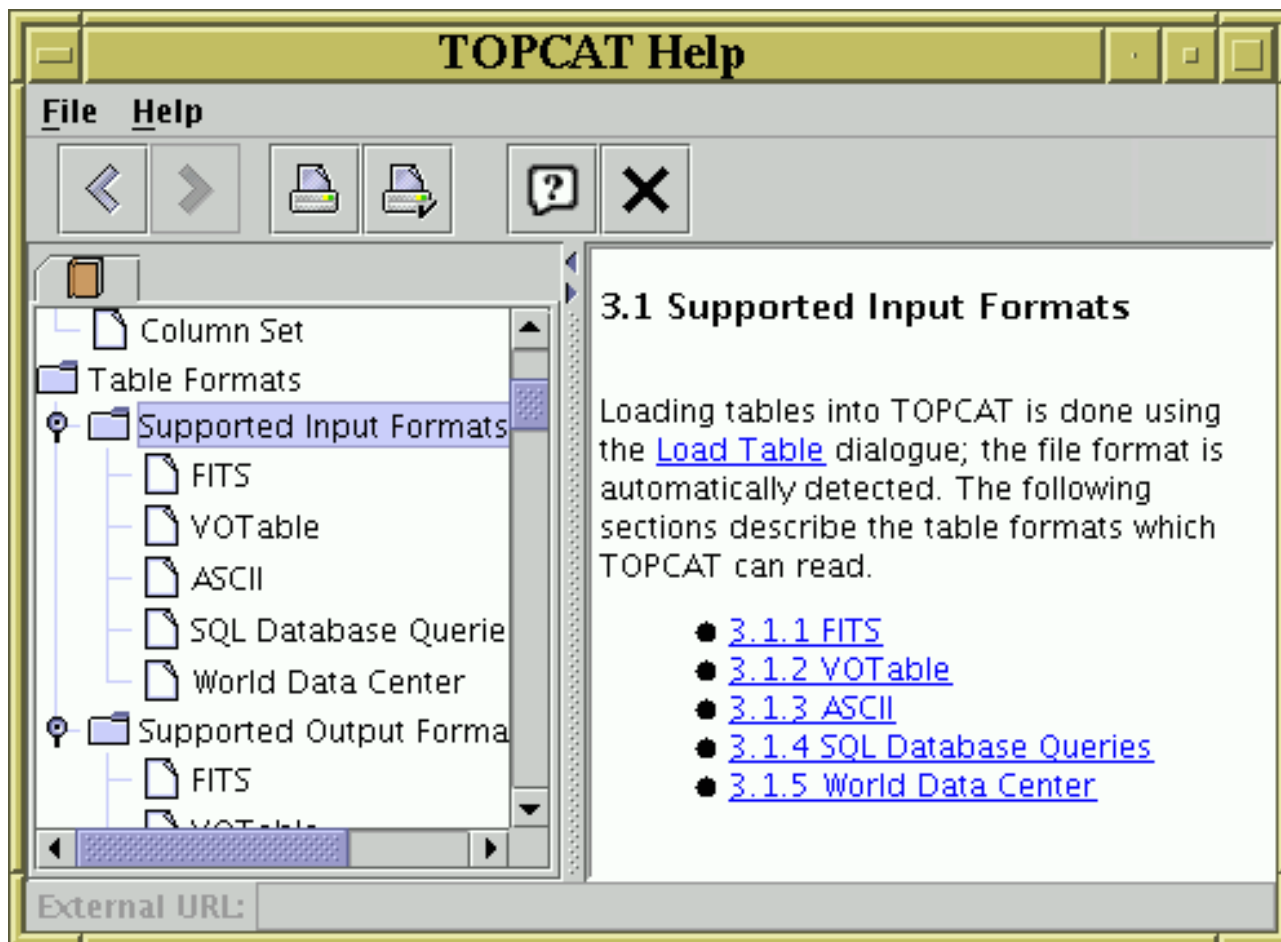 TOPCAT Help
File Help
Column Set
Table Formats
Supported Input Formats
FITS
VOTable
ASCII
SQL Database Querie
World Data Center
Supported Output Forma
FITS
VOTable
3.1 Supported Input Formats
Loading tables into TOPCAT is done using
the Load Table dialogue; the file format is
automatically detected. The following
sections describe the table formats which
TOPCAT can read.
3.1.1 FITS
3.1.2 VOTable
3.1.3 ASCII
3.1.4 SQL Database Queries
3.1.5 World Data Center
External URL: